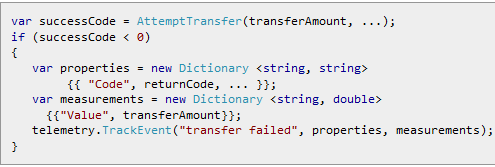 var successCode = AttemptTransfer(transferAmount, ...);
if (successCode < 0)
{
var properties = new Dictionary <string, string>
{{ "Code", returnCode, ... }};
var measurements = new Dictionary <string, double>
{{"Value", transferAmount}};
telemetry.TrackEvent("transfer failed", properties, measurements);
}